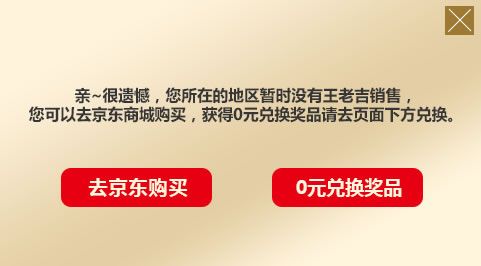 亲~很遗憾，您所在的地区暂时没有王老吉销售，
您可以去京东商城购买，获得0元兑换奖品请去页面下方兑换。
去京东购买
0元兑换奖品